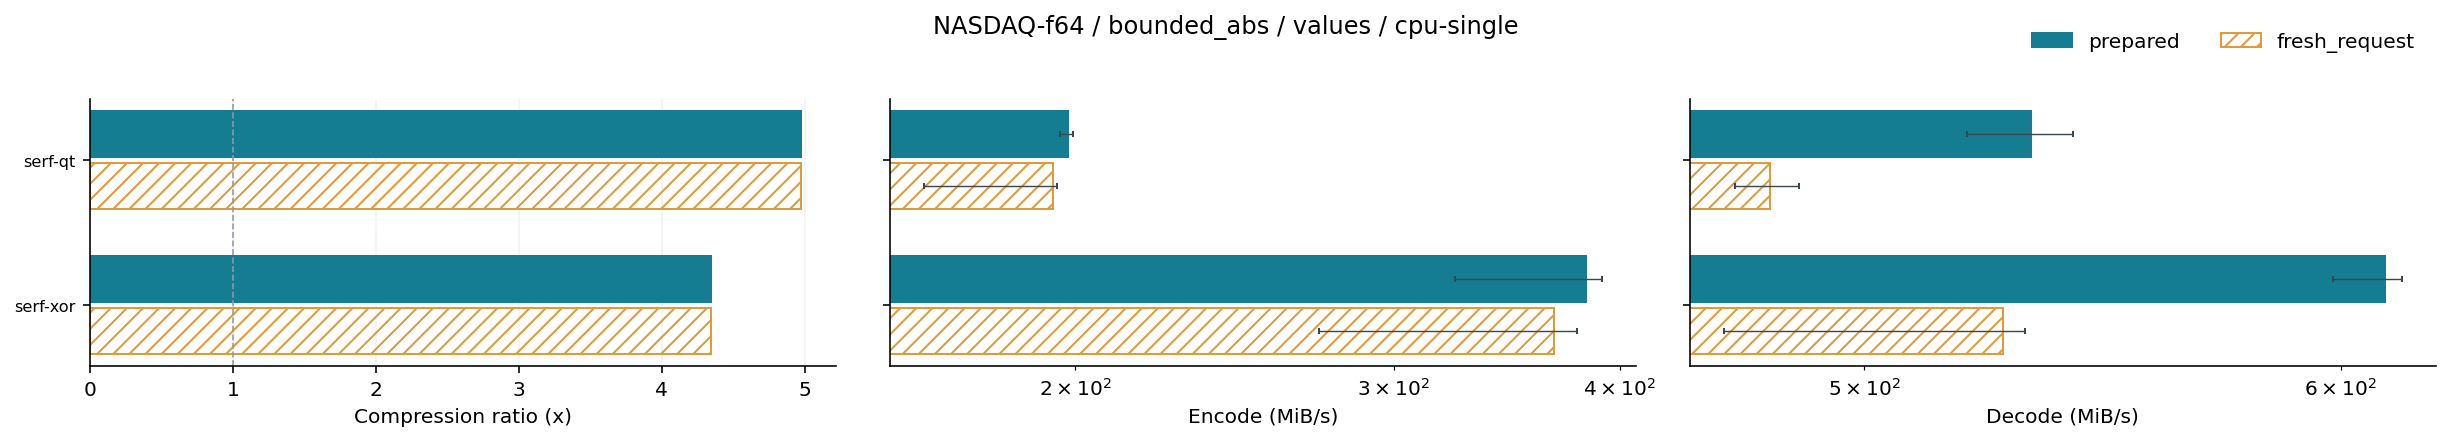 NASDAQ-f64 / bounded_abs / values / cpu-single
prepared
fresh_request
serf-qt
serf-xor
0 1 2 3 4 5
Compression ratio (x)
2 × 10² 3 × 10² 4 × 10²
Encode (MiB/s)
5 × 10² 6 × 10²
Decode (MiB/s)